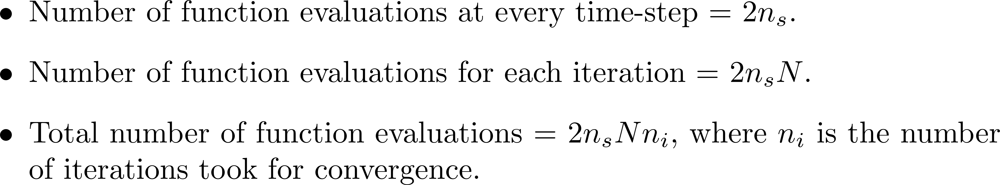 • Number of function evaluations at every time-step = $2n_s$.
• Number of function evaluations for each iteration = $2n_sN$.
• Total number of function evaluations = $2n_sNn_i$, where $n_i$ is the number
of iterations took for convergence.